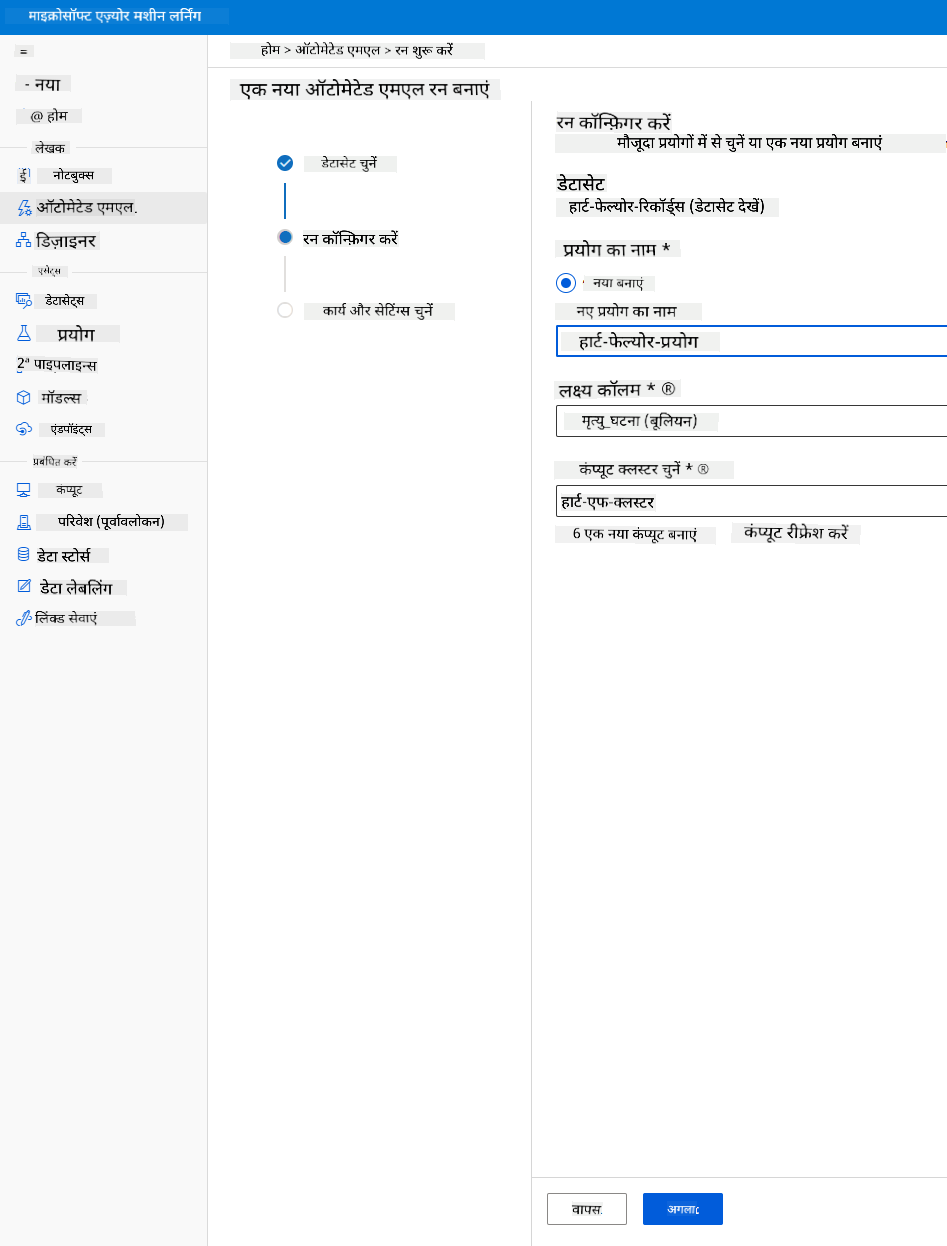 माइक्रोसॉफ्ट एज़्योर मशीन लर्निंग
=
- नया
@ होम
लेखक
नोटबुक्स
ऑटोमेटेड एमएल.
डिज़ाइनर
एसेट्स
डेटासेट्स
प्रयोग
2ª पाइपलाइन्स
मॉडल्स
एंडपॉइंट्स
प्रबंधित करें
कंप्यूट
परिवेश (पूर्वावलोकन)
डेटा स्टोर्स
डेटा लेबलिंग
लिंक्ड सेवाएं
होम > ऑटोमेटेड एमएल > रन शुरू करें
एक नया ऑटोमेटेड एमएल रन बनाएं
डेटासेट चुनें
रन कॉन्फ़िगर करें
कार्य और सेटिंग्स चुनें
रन कॉन्फ़िगर करें
मौजूदा प्रयोगों में से चुनें या एक नया प्रयोग बनाएं
डेटासेट
हार्ट-फेल्योर-रिकॉर्ड्स (डेटासेट देखें)
प्रयोग का नाम *
नया बनाएं
नए प्रयोग का नाम
हार्ट-फेल्योर-प्रयोग
लक्ष्य कॉलम * ®
मृत्यु_घटना (बूलियन)
कंप्यूट क्लस्टर चुनें * ®
हार्ट-एफ-क्लस्टर
6 एक नया कंप्यूट बनाएं कंप्यूट रीफ्रेश करें
वापस
अगला